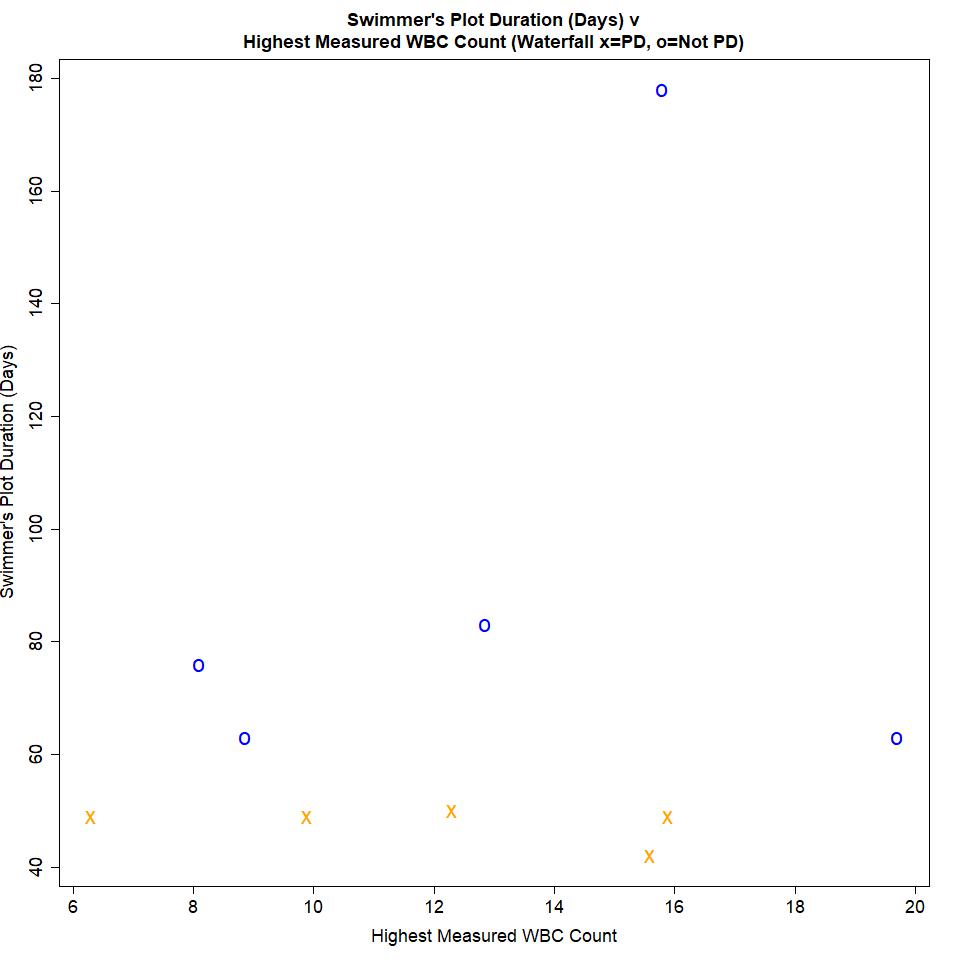 Swimmer's Plot Duration (Days) v
Highest Measured WBC Count (Waterfall x=PD, o=Not PD)
Swimmer's Plot Duration (Days)
180
160
140
120
100
80
60
40
o
o
o
o
o
x
x
x
x
x
6 8 10 12 14 16 18 20
Highest Measured WBC Count